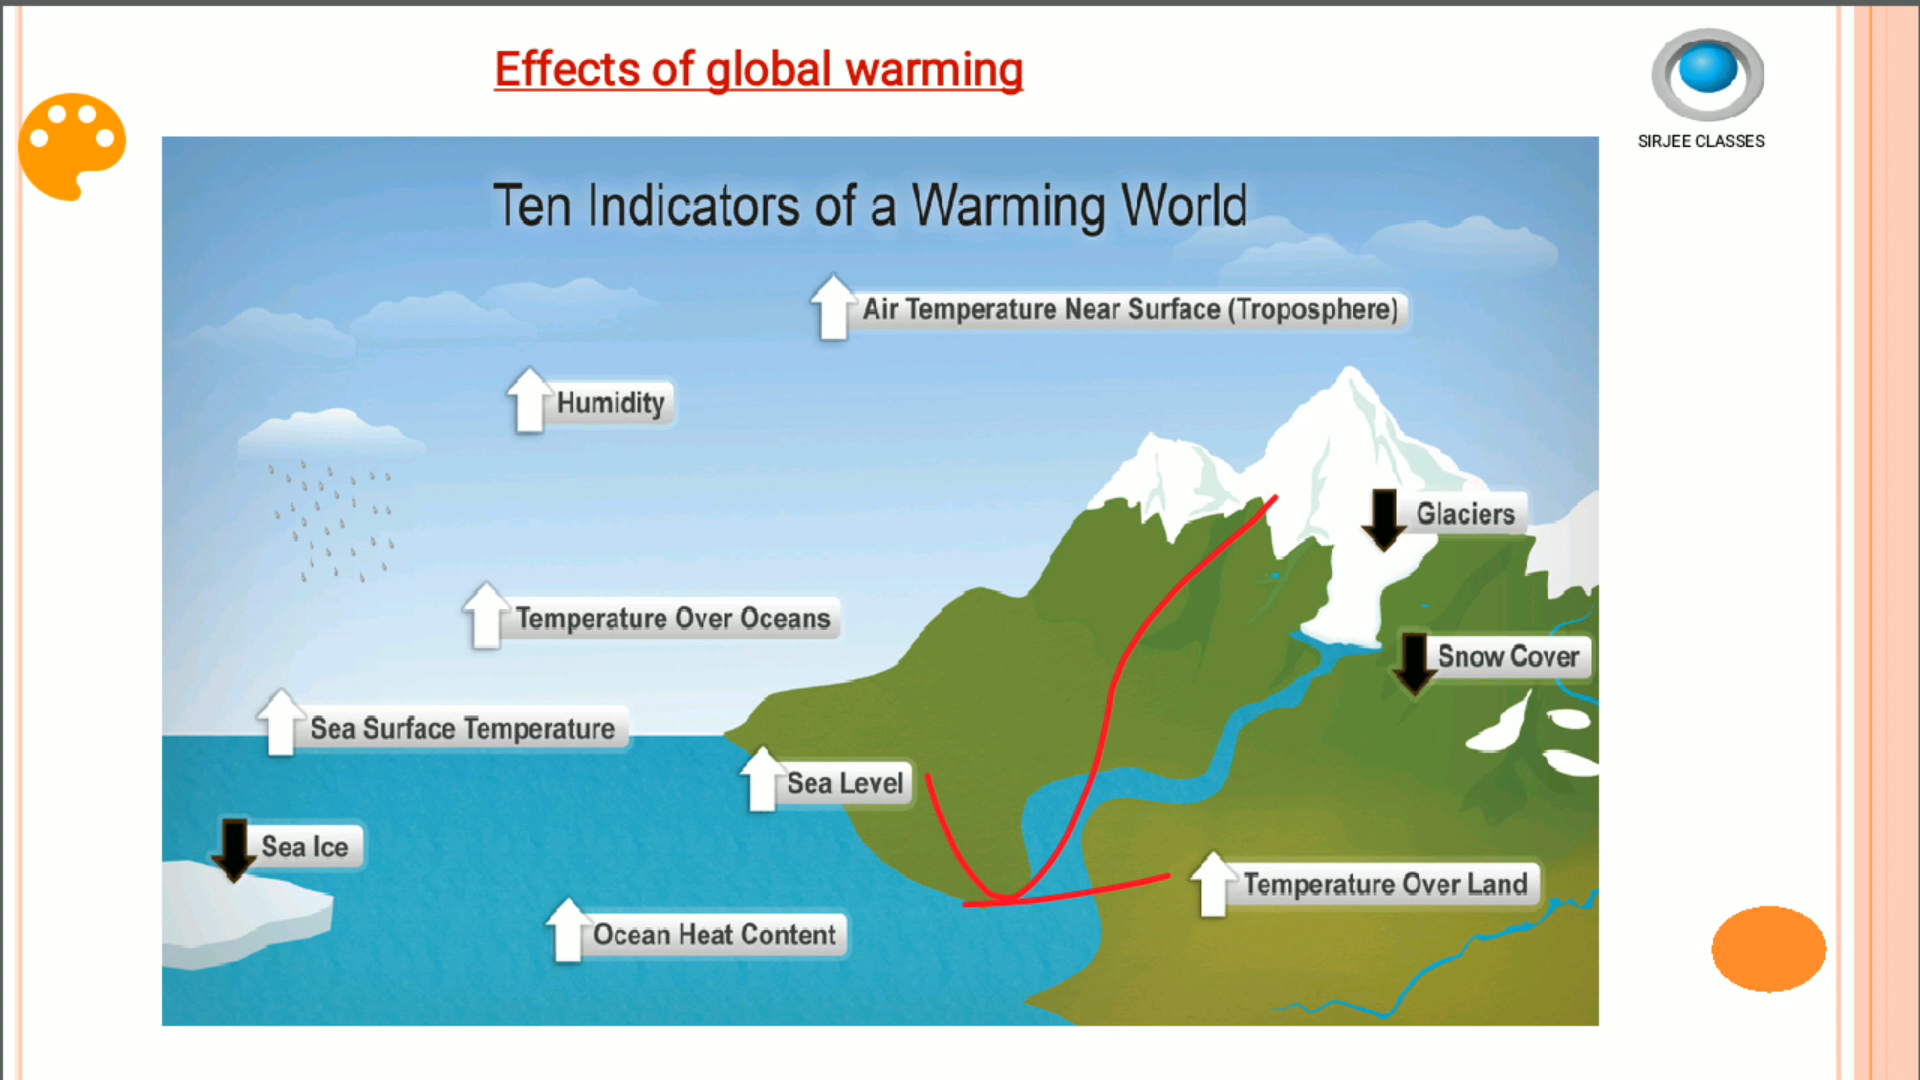 Effects of global warming
SIRJEE CLASSES
Ten Indicators of a Warming World
Air Temperature Near Surface (Troposphere)
Humidity
Glaciers
Temperature Over Oceans
Snow Cover
Sea Surface Temperature
Sea Level
Sea Ice
Temperature Over Land
Ocean Heat Content